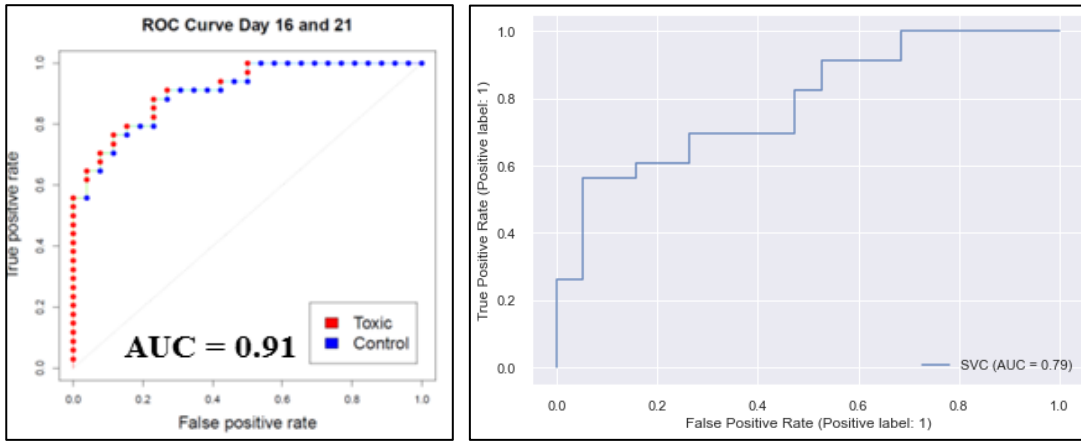 ROC Curve Day 16 and 21
True positive rate
1.0
0.8
0.6
0.4
0.2
0.0
Toxic
Control
AUC = 0.91
0.0 0.2 0.4 0.6 0.8 1.0
False positive rate
True Positive Rate (Positive label: 1)
1.0
0.8
0.6
0.4
0.2
0.0
SVC (AUC = 0.79)
0.0 0.2 0.4 0.6 0.8 1.0
False Positive Rate (Positive label: 1)